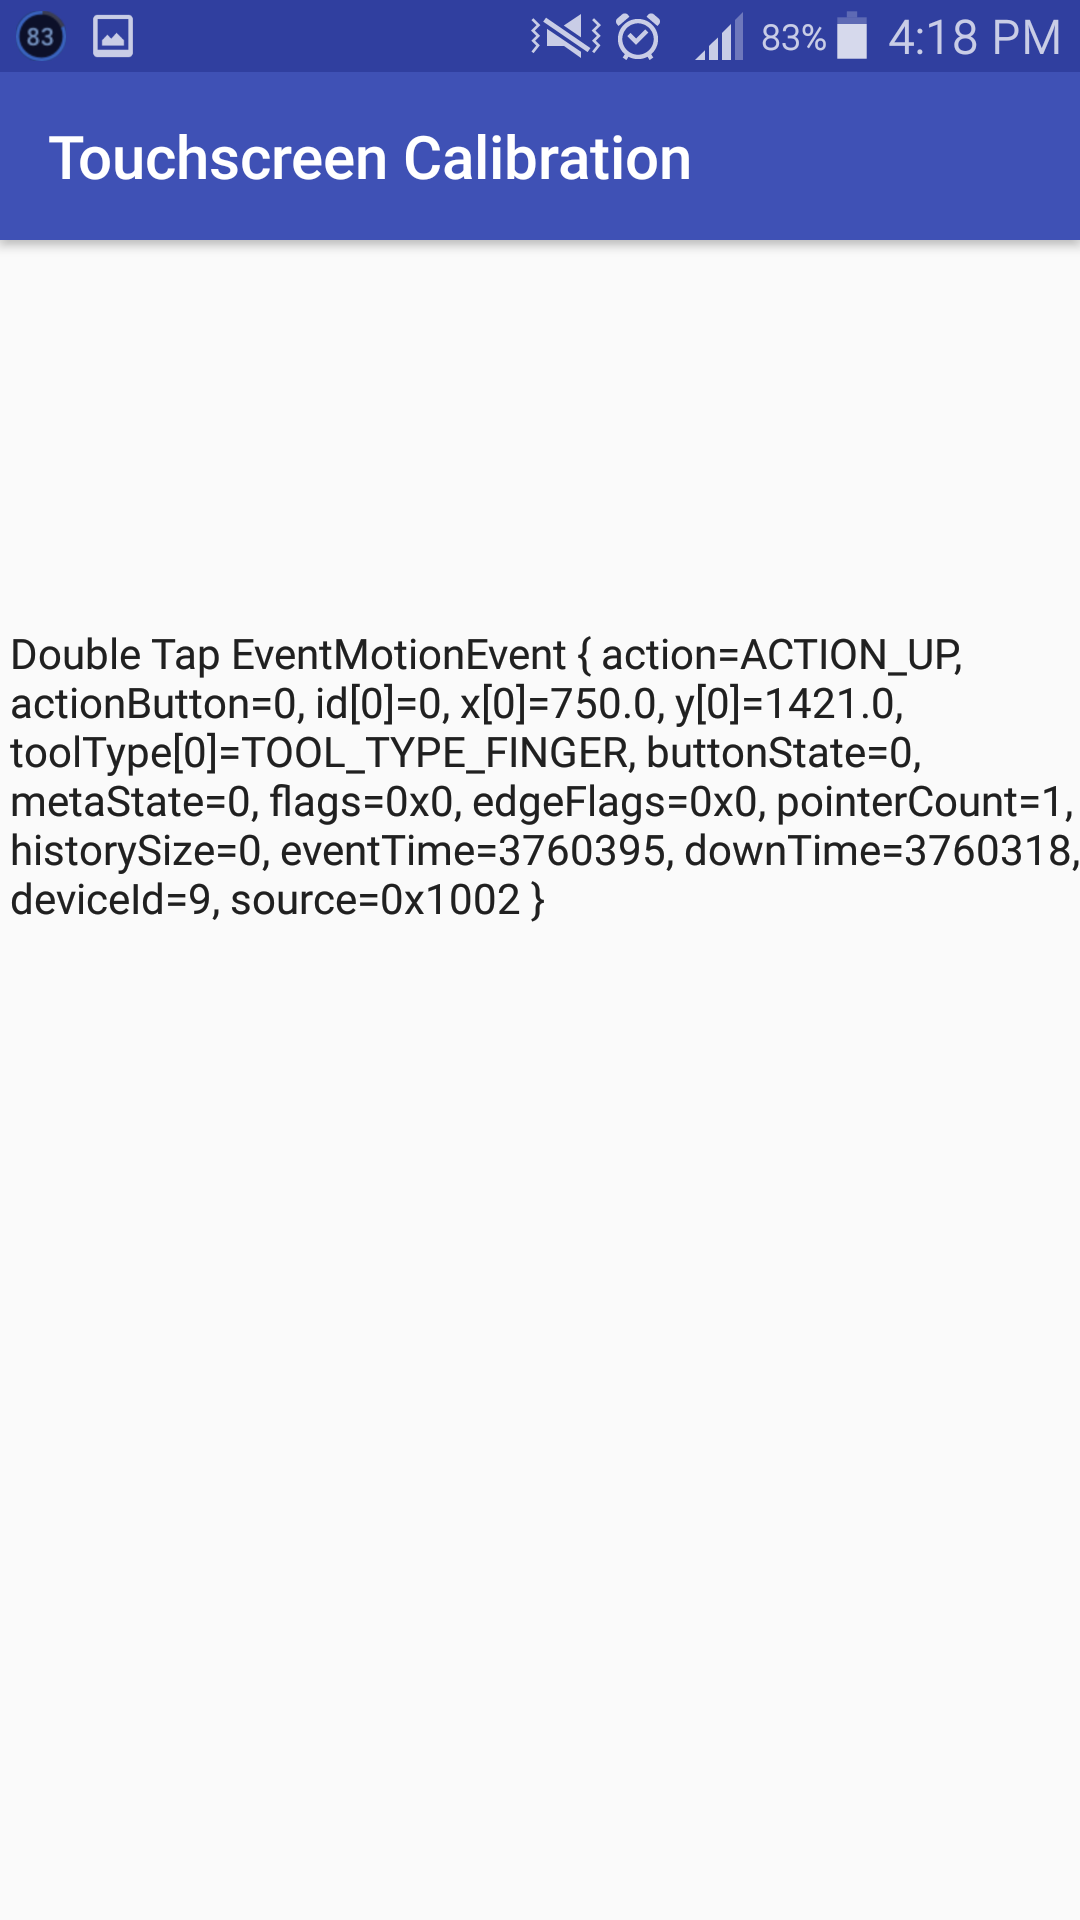 83
83% 4:18 PM
Touchscreen Calibration
Double Tap EventMotionEvent { action=ACTION_UP,
actionButton=0, id[0]=0, x[0]=750.0, y[0]=1421.0,
toolType[0]=TOOL_TYPE_FINGER, buttonState=0,
metaState=0, flags=0x0, edgeFlags=0x0, pointerCount=1,
historySize=0, eventTime=3760395, downTime=3760318,
deviceId=9, source=0x1002 }